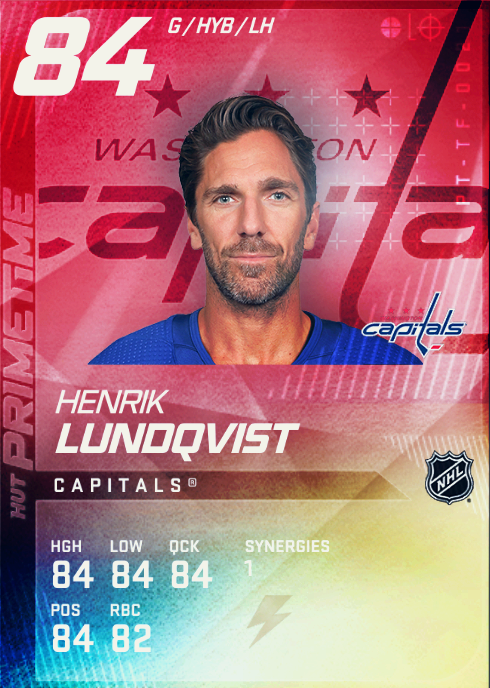 84
G / HYB / LH
WASHINGTON
capitals
capitals
HUT PRIMETIME
HENRIK
LUNDQVIST
CAPITALS®
NHL
HGH LOW QCK SYNERGIES
84 84 84 1
POS RBC
84 82